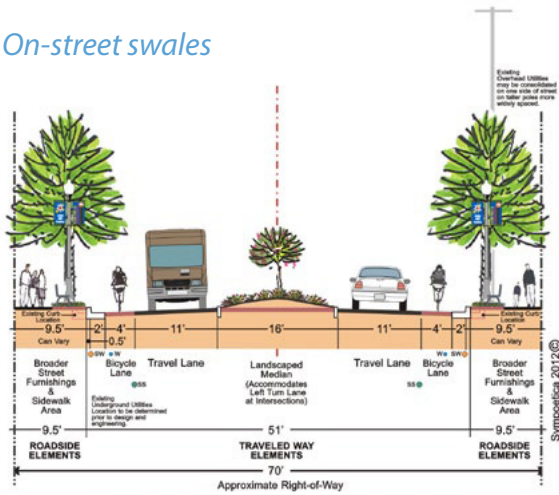 On-street swales
Existing
Overhead Utilities
may be consolidated
on one side of street
on taller poles more
widely spaced.
Existing Curb
Location
Existing Curb
Location
9.5' 2' 4' 11' 16' 11' 4' 2' 9.5'
Can Vary 0.5' Can Vary
SW W W SW
Broader
Street
Furnishings
&
Sidewalk
Area
Bicycle
Lane
SS
Travel Lane
Landscaped
Median
(Accommodates
Left Turn Lane
at Intersections)
Travel Lane
Bicycle
Lane
SS
Broader
Street
Furnishings
&
Sidewalk
Area
Existing
Underground Utilities
Location to be determined
prior to design and
engineering.
9.5' 51' 9.5'
ROADSIDE
ELEMENTS
TRAVELED WAY
ELEMENTS
ROADSIDE
ELEMENTS
70'
Approximate Right-of-Way
Sympoetica 2012©